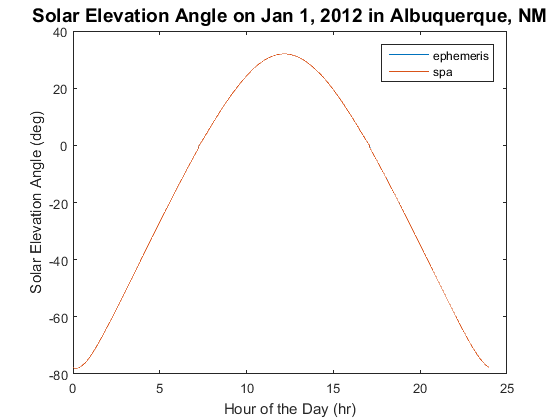 Solar Elevation Angle on Jan 1, 2012 in Albuquerque, NM
ephemeris
spa
Solar Elevation Angle (deg)
40
20
0
-20
-40
-60
-80
0
5
10
15
20
25
Hour of the Day (hr)